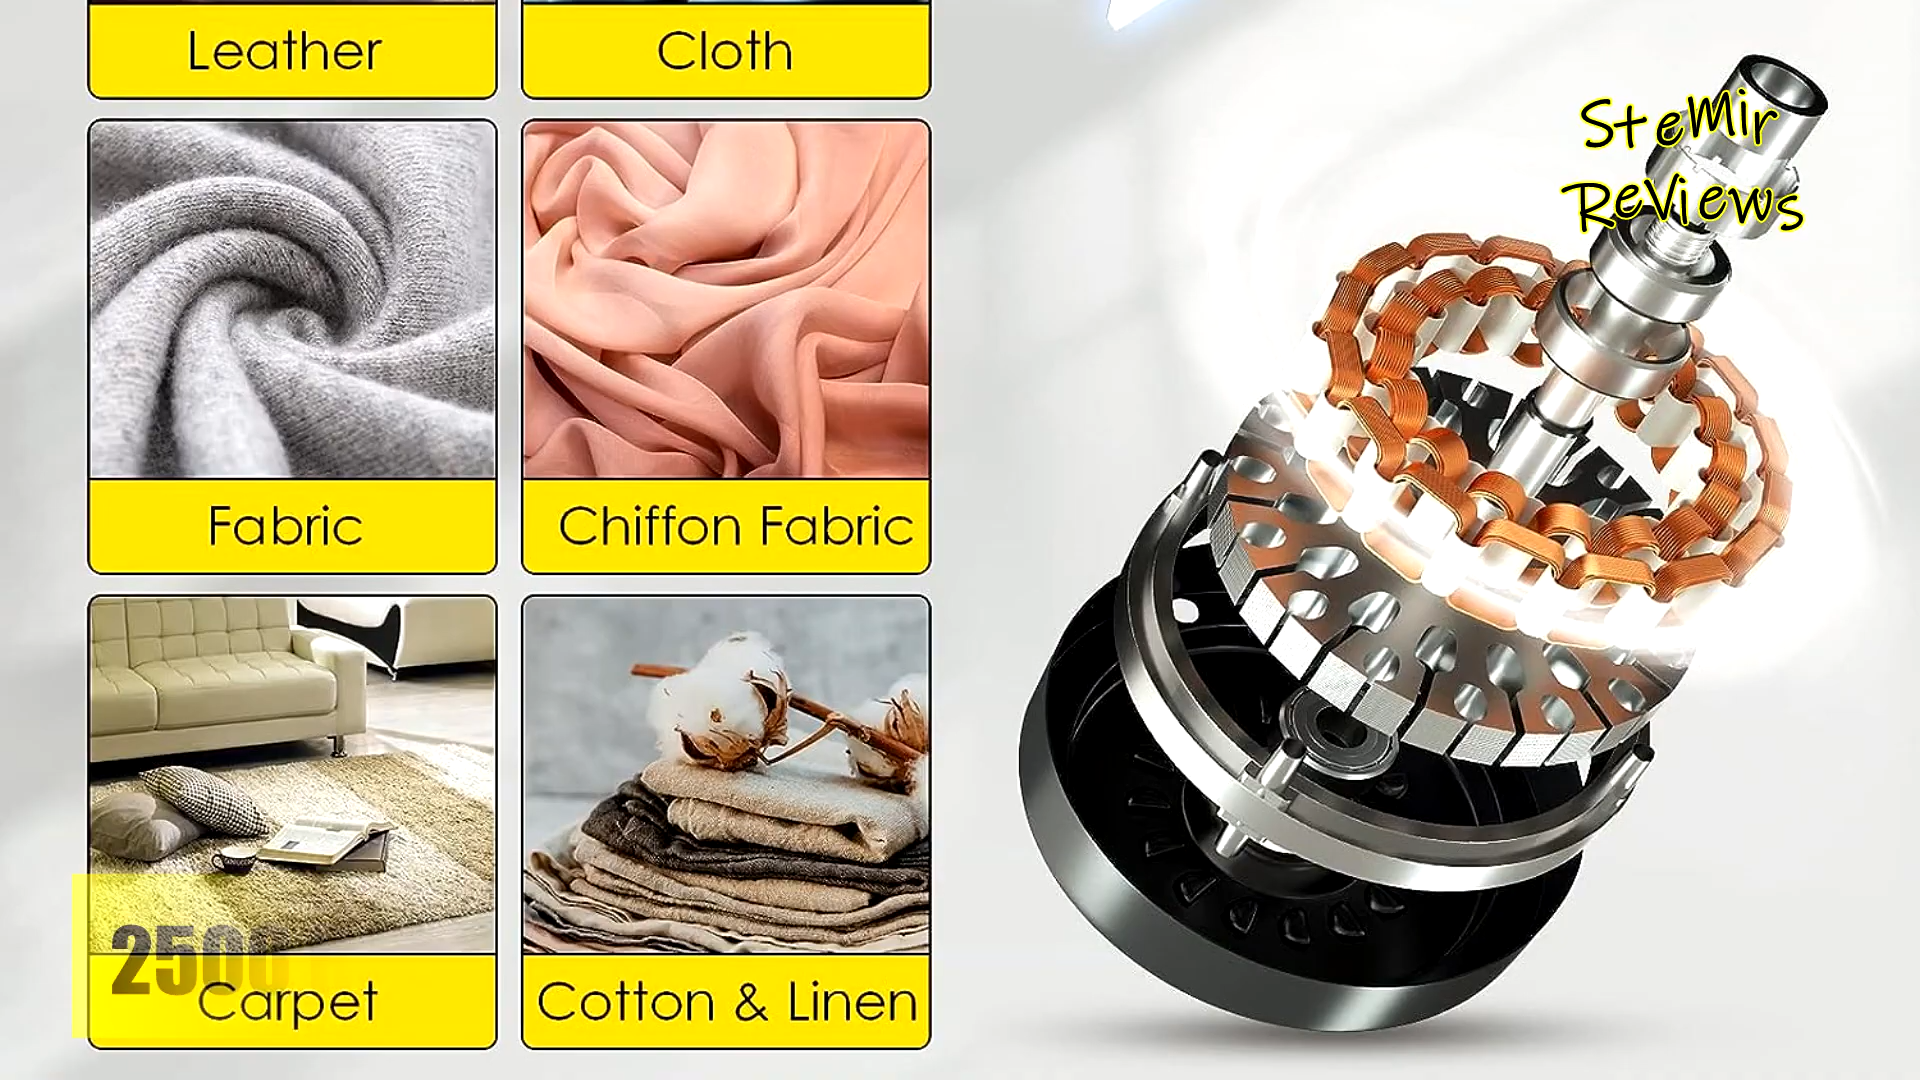 Leather
Cloth
SteMir
ReViews
Fabric
Chiffon Fabric
Carpet
Cotton & Linen